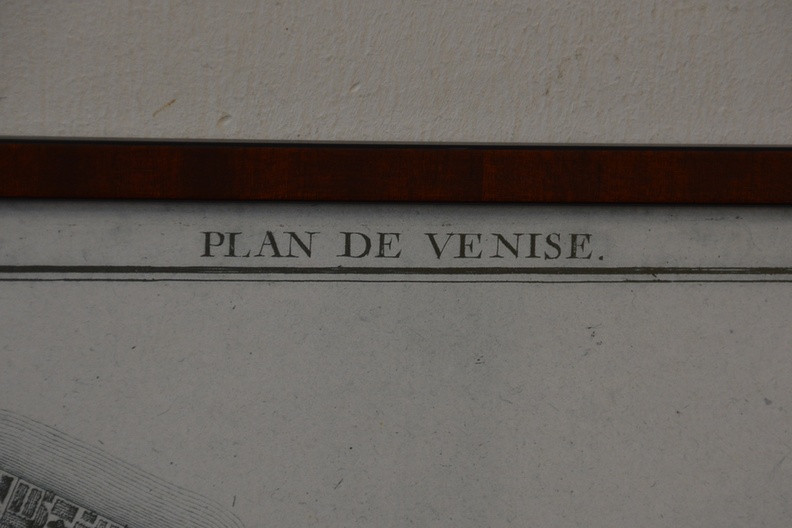 PLAN DE VENISE.